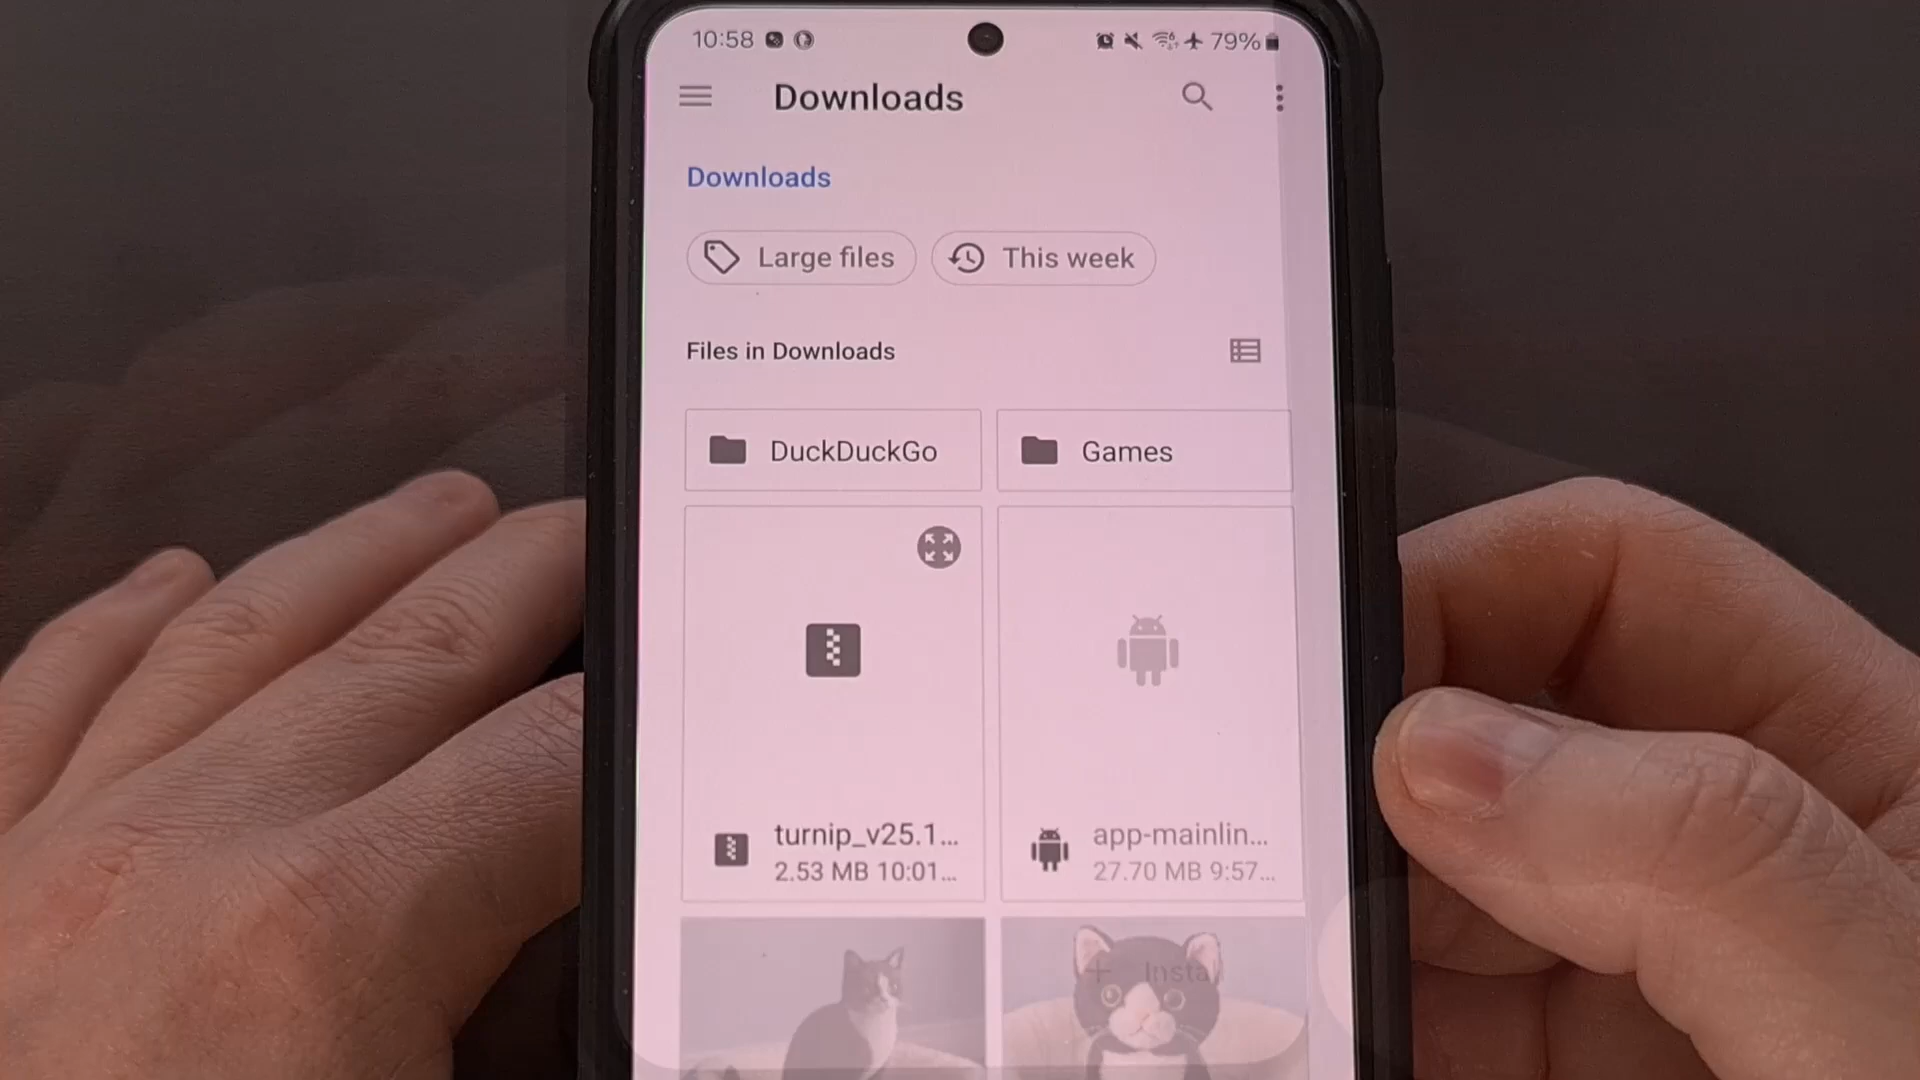 10:58 79%
Downloads
Downloads
Large files This week
Files in Downloads
DuckDuckGo Games
turnip_v25.1... app-mainlin...
2.53 MB 10:01... 27.70 MB 9:57...
+ Install